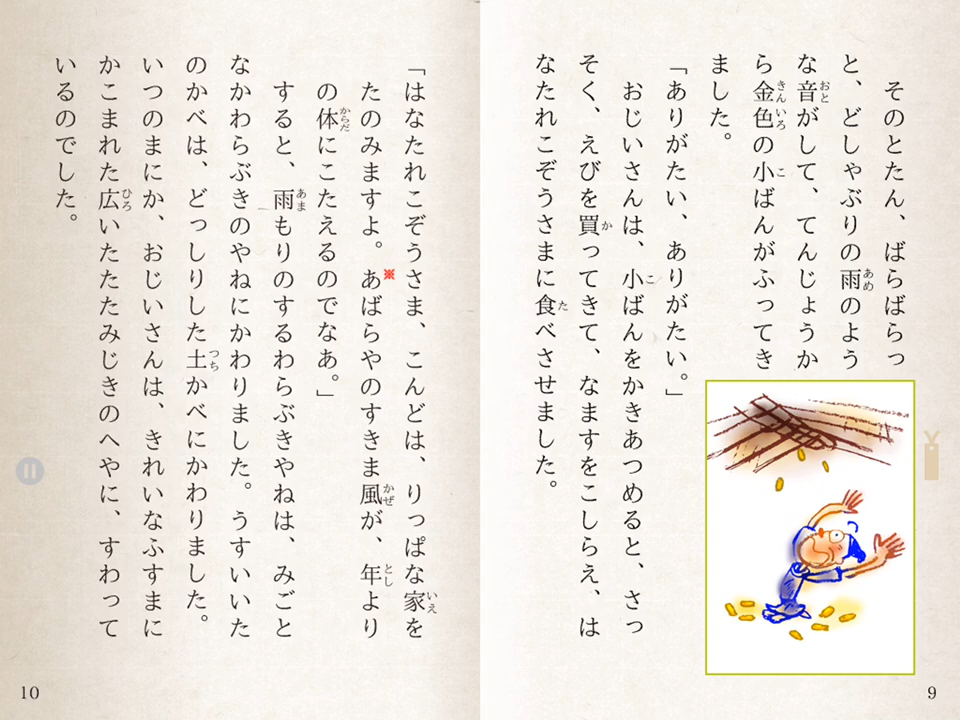 そのとたん、ばらばらっ
と、どしゃぶりの雨のよう
な音がして、てんじょうか
ら金色の小ばんがふってき
ました。
「ありがたい、ありがたい。」
おじいさんは、小ばんをかきあつめると、さっ
そく、えびを買ってきて、なますをこしらえ、は
なたれこぞうさまに食べさせました。
9
「はなたれこぞうさま、こんどは、りっぱな家を
たのみますよ。※あばらやのすきま風が、年より
の体にこたえるのでなあ。」
すると、雨もりのするわらぶきやねは、みごと
なかわらぶきのやねにかわりました。うすいいた
のかべは、どっしりした土かべにかわりました。
いつのまにか、おじいさんは、きれいなふすまに
かこまれた広いたたみじきのへやに、すわって
いるのでした。
10